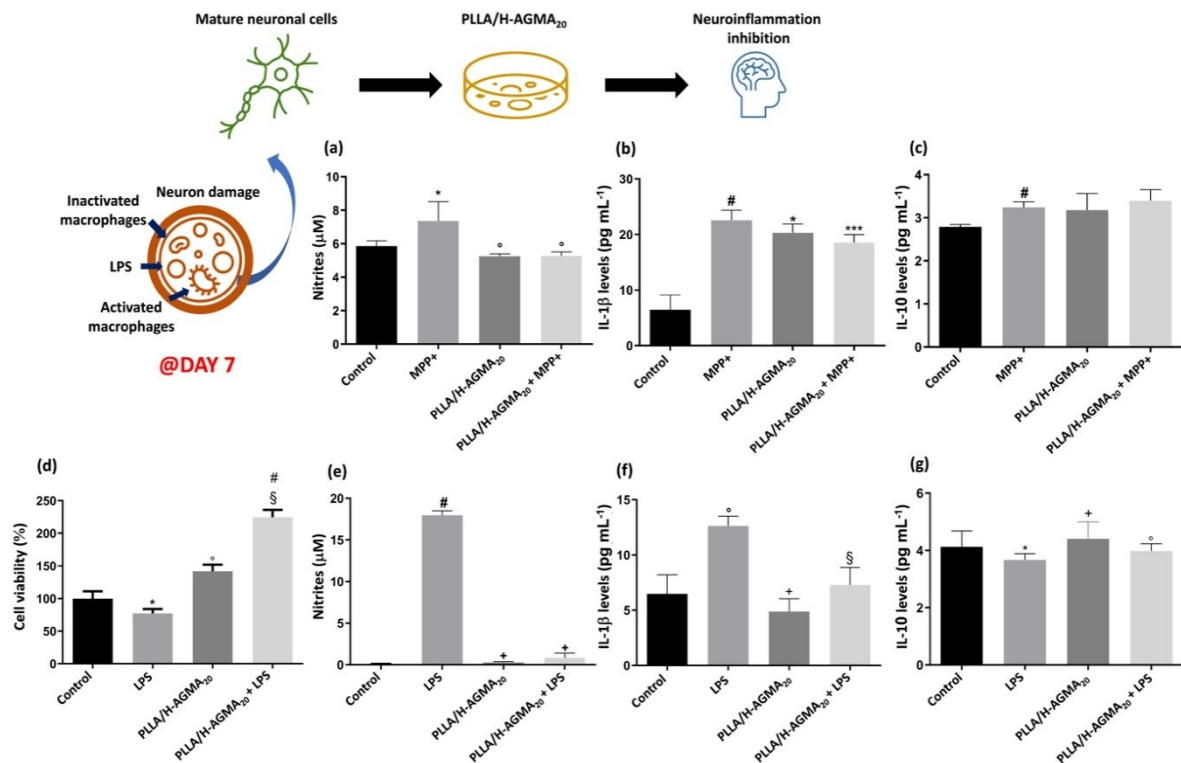 Mature neuronal cells
PLLA/H-AGMA₂₀
Neuroinflammation
inhibition
Inactivated
macrophages
Neuron damage
LPS
Activated
macrophages
@DAY 7
(a)
Nitrites (μM)
10
8
6
4
2
0
*
°
°
Control
MPP+
PLLA/H-AGMA₂₀
PLLA/H-AGMA₂₀ + MPP+
(b)
IL-1β levels (pg mL⁻¹)
30
20
10
0
#
*
***
Control
MPP+
PLLA/H-AGMA₂₀
PLLA/H-AGMA₂₀ + MPP+
(c)
IL-10 levels (pg mL⁻¹)
4
3
2
1
0
#
Control
MPP+
PLLA/H-AGMA₂₀
PLLA/H-AGMA₂₀ + MPP+
(d)
Cell viability (%)
250
200
150
100
50
0
*
°
#
§
Control
LPS
PLLA/H-AGMA₂₀
PLLA/H-AGMA₂₀ + LPS
(e)
Nitrites (μM)
20
15
10
5
0
#
+
+
Control
LPS
PLLA/H-AGMA₂₀
PLLA/H-AGMA₂₀ + LPS
(f)
IL-1β levels (pg mL⁻¹)
15
10
5
0
°
+
§
Control
LPS
PLLA/H-AGMA₂₀
PLLA/H-AGMA₂₀ + LPS
(g)
IL-10 levels (pg mL⁻¹)
6
4
2
0
*
+
°
Control
LPS
PLLA/H-AGMA₂₀
PLLA/H-AGMA₂₀ + LPS